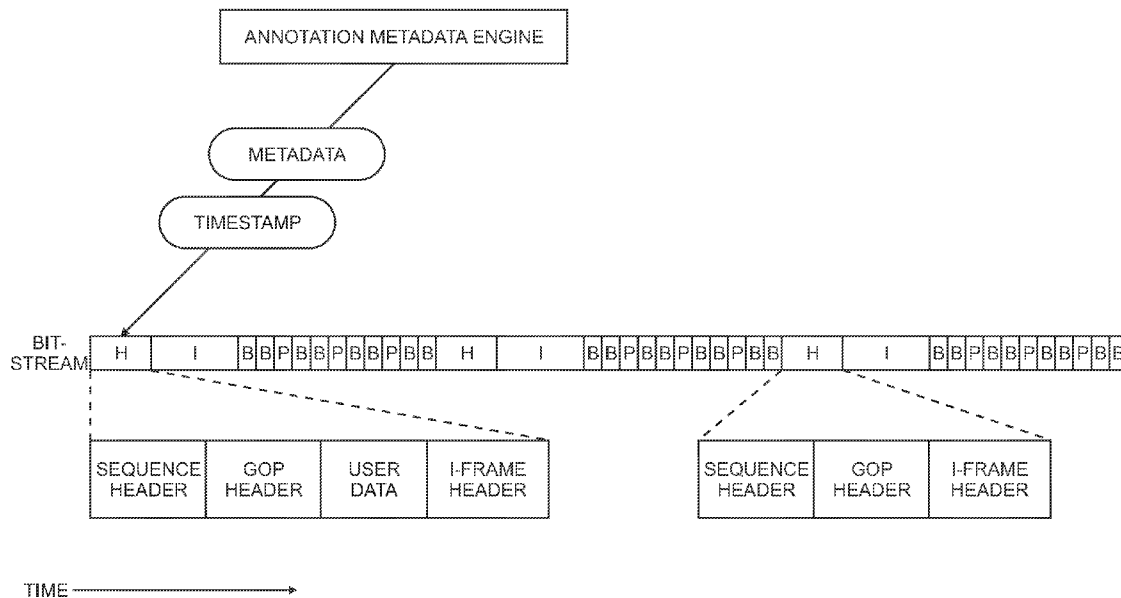 ANNOTATION METADATA ENGINE
METADATA
TIMESTAMP
BIT-
STREAM
H I B B P B B P B B P B B H I B B P B B P B B P B B H I B B P B B P B B P B B
SEQUENCE HEADER
GOP HEADER
USER DATA
I-FRAME HEADER
SEQUENCE HEADER
GOP HEADER
I-FRAME HEADER
TIME